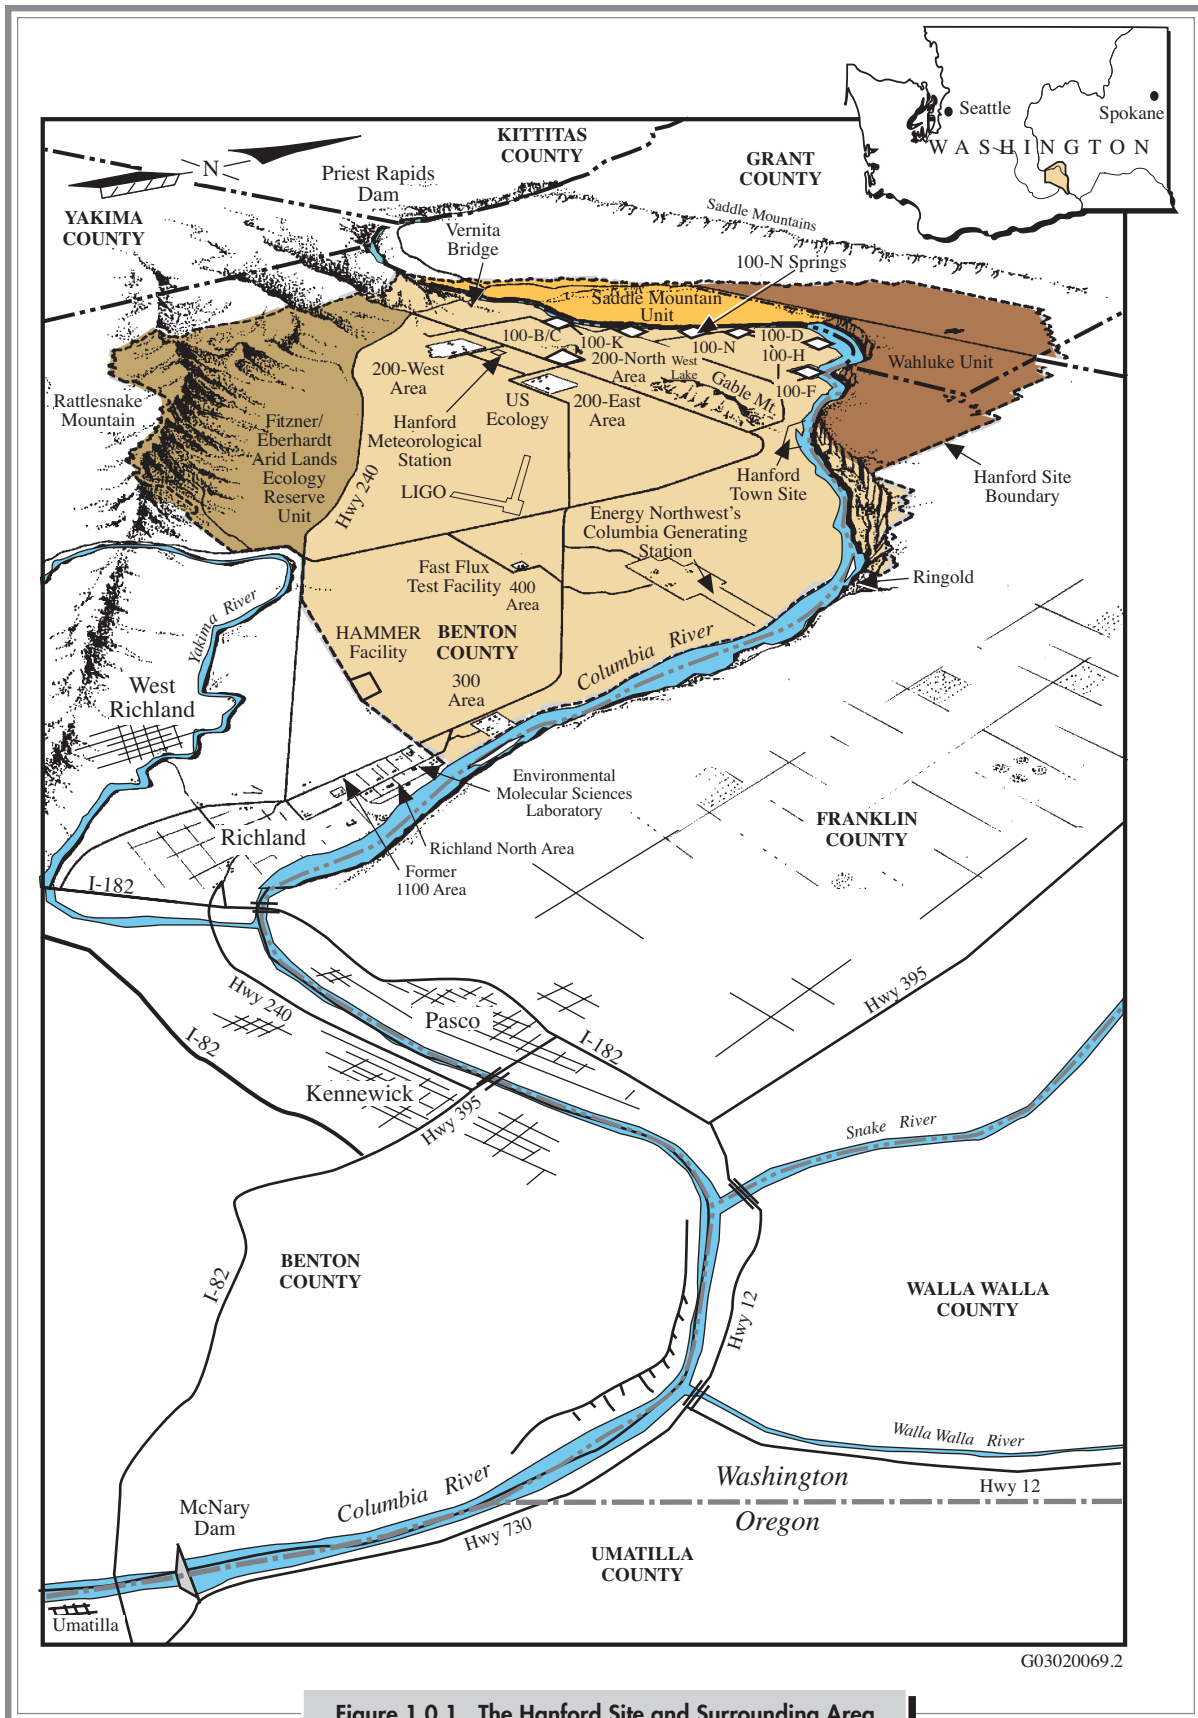 Seattle
Spokane
WASHINGTON
N
KITTITAS
COUNTY
GRANT
COUNTY
Priest Rapids
Dam
YAKIMA
COUNTY
Saddle Mountains
Vernita
Bridge
100-N Springs
Saddle Mountain
Unit
100-B/C
100-K
100-N
100-D
100-H
100-F
200-West
Area
200-North
Area
West
Lake
Gable Mt.
Wahluke Unit
Rattlesnake
Mountain
US
Ecology
200-East
Area
Fitzner/
Eberhardt
Arid Lands
Ecology
Reserve
Unit
Hanford
Meteorological
Station
Hwy 240
LIGO
Hanford
Town Site
Hanford Site
Boundary
Energy Northwest's
Columbia Generating
Station
Fast Flux
Test Facility
400
Area
Ringold
Yakima River
HAMMER
Facility
BENTON
COUNTY
Columbia River
300
Area
West
Richland
Environmental
Molecular Sciences
Laboratory
FRANKLIN
COUNTY
Richland
Richland North Area
Former
1100 Area
I-182
Hwy 240
Hwy 395
I-82
Pasco
I-182
Kennewick
Hwy 395
Snake River
BENTON
COUNTY
I-82
Hwy 12
WALLA WALLA
COUNTY
Walla Walla River
Columbia River
Washington
Hwy 12
McNary
Dam
Oregon
Hwy 730
UMATILLA
COUNTY
Umatilla
G03020069.2
Figure 1.0.1. The Hanford Site and Surrounding Area